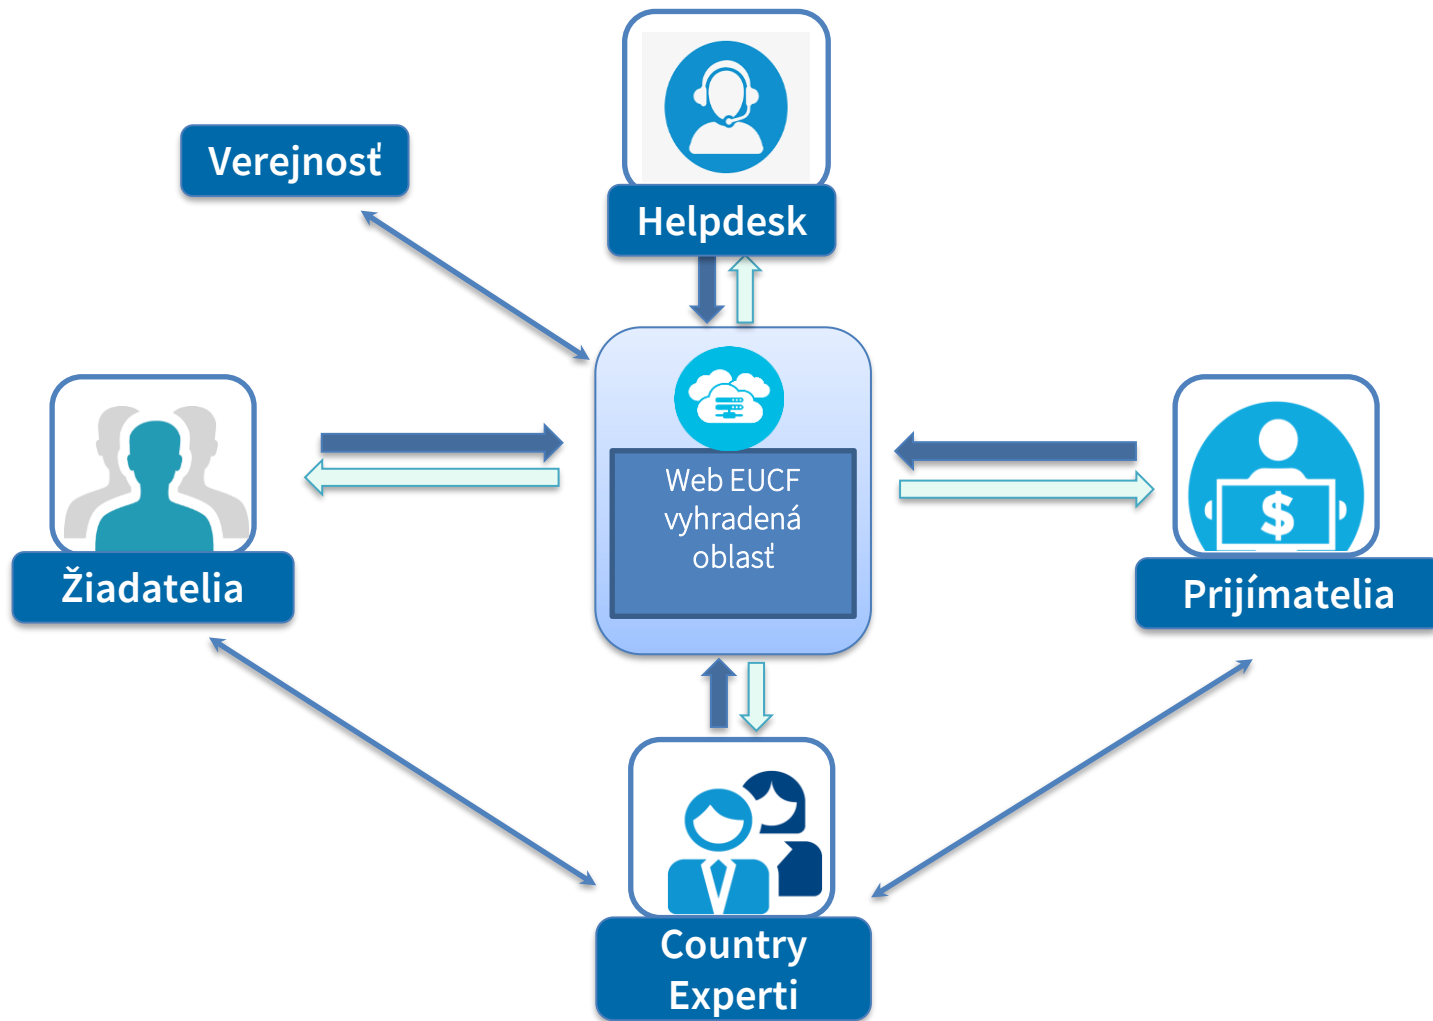 Verejnosť
Helpdesk
Web EUCF
vyhradená
oblasť
Žiadatelia
Prijímatelia
$
Country
Experti